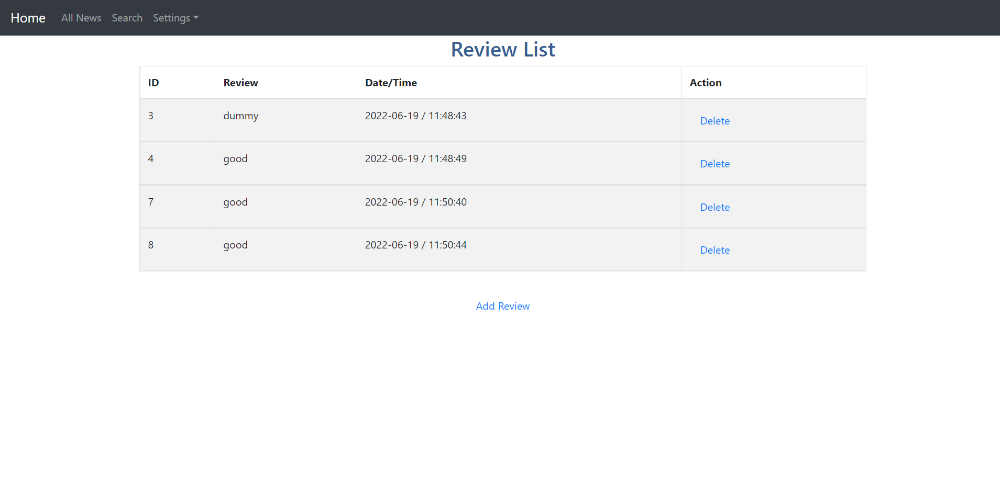 Home All News Search Settings
Review List
ID Review Date/Time Action
3 dummy 2022-06-19 / 11:48:43 Delete
4 good 2022-06-19 / 11:48:49 Delete
7 good 2022-06-19 / 11:50:40 Delete
8 good 2022-06-19 / 11:50:44 Delete
Add Review